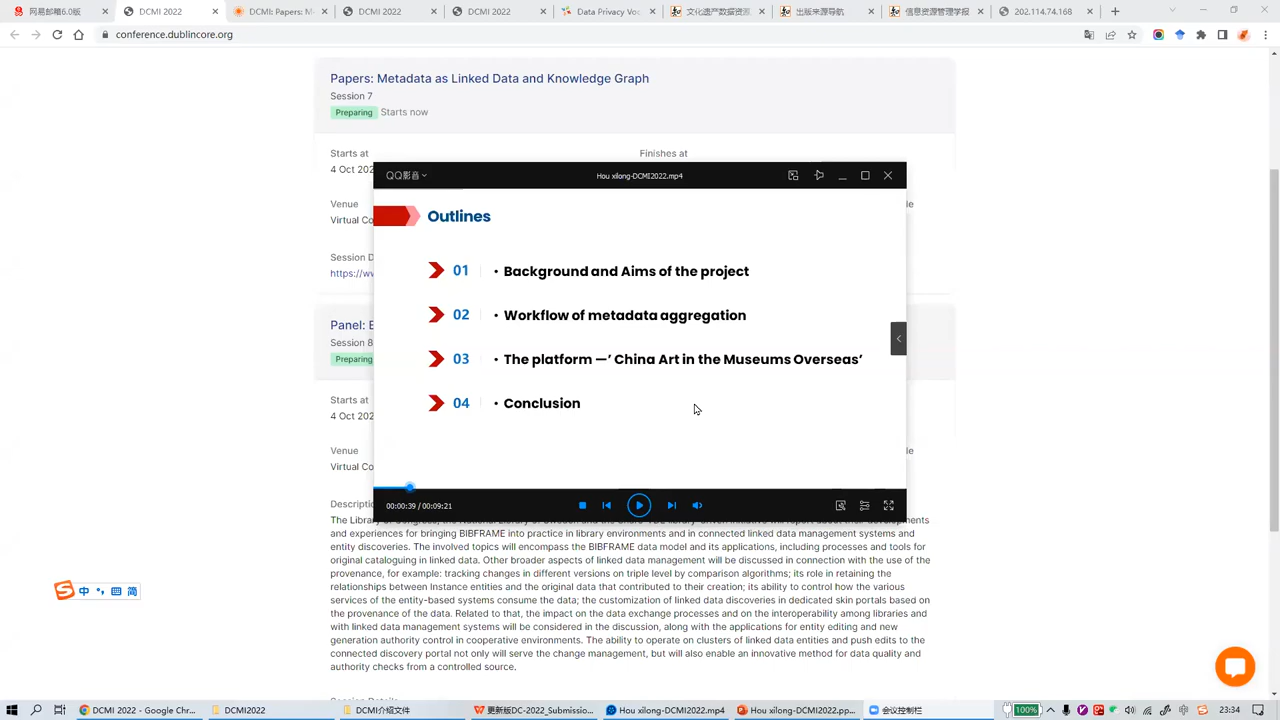 网易邮箱6.0版
DCMI 2022
DCMI: Papers: M
DCMI 2022
DCMI 2022
Data Privacy Voc
文化遗产数据资源
出版来源导航
信息资源管理学报
202.114.74.168
conference.dublincore.org
Papers: Metadata as Linked Data and Knowledge Graph
Session 7
Preparing Starts now
Starts at
Finishes at
4 Oct 202
Venue
Virtual Co
Session D
https://ww
QQ影音
Hou xilong-DCMI2022.mp4
Outlines
01 • Background and Aims of the project
02 • Workflow of metadata aggregation
03 • The platform —’ China Art in the Museums Overseas’
04 • Conclusion
00:00:39 / 00:09:21
Panel: B
Session 8
Preparing
Starts at
4 Oct 202
Venue
Virtual Co
Descripti
and experiences for bringing BIBFRAME into practice in library environments and in connected linked data management systems and
entity discoveries. The involved topics will encompass the BIBFRAME data model and its applications, including processes and tools for
original cataloguing in linked data. Other broader aspects of linked data management will be discussed in connection with the use of the
provenance, for example: tracking changes in different versions on triple level by comparison algorithms; its role in retaining the
relationships between Instance entities and the original data that contributed to their creation; its ability to control how the various
services of the entity-based systems consume the data; the customization of linked data discoveries in dedicated skin portals based on
the provenance of the data. Related to that, the impact on the data exchange processes and on the interoperability among libraries and
with linked data management systems will be considered in the discussion, along with the applications for entity editing and new
generation authority control in cooperative environments. The ability to operate on clusters of linked data entities and push edits to the
connected discovery portal not only will serve the change management, but will also enable an innovative method for data quality and
authority checks from a controlled source.
中 简
DCMI 2022 - Google Chr...
DCMI2022
DCMI介绍文件
更新版DC-2022_Submissio...
Hou xilong-DCMI2022.mp4
Hou xilong-DCMI2022.pp...
会议控制栏
100%
中
23:34